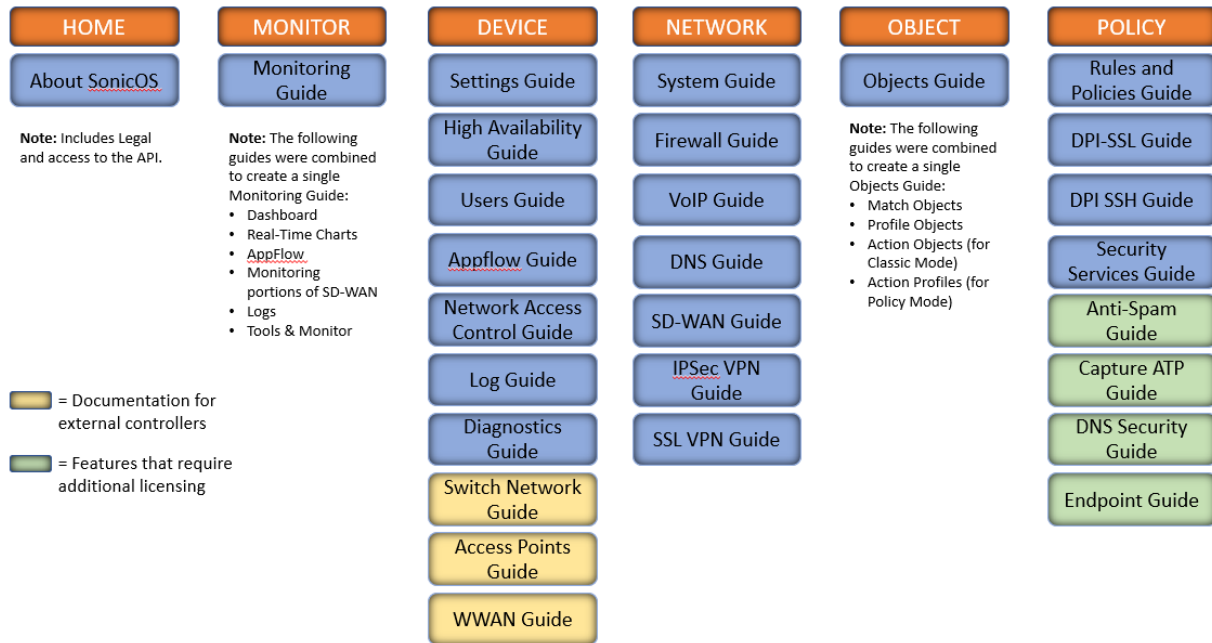 HOME
About SonicOS
Note: Includes Legal
and access to the API.
= Documentation for
external controllers
= Features that require
additional licensing
MONITOR
Monitoring
Guide
Note: The following
guides were combined
to create a single
Monitoring Guide:
• Dashboard
• Real-Time Charts
• AppFlow
• Monitoring
portions of SD-WAN
• Logs
• Tools & Monitor
DEVICE
Settings Guide
High Availability
Guide
Users Guide
Appflow Guide
Network Access
Control Guide
Log Guide
Diagnostics
Guide
Switch Network
Guide
Access Points
Guide
WWAN Guide
NETWORK
System Guide
Firewall Guide
VoIP Guide
DNS Guide
SD-WAN Guide
IPSec VPN
Guide
SSL VPN Guide
OBJECT
Objects Guide
Note: The following
guides were combined
to create a single
Objects Guide:
• Match Objects
• Profile Objects
• Action Objects (for
Classic Mode)
• Action Profiles (for
Policy Mode)
POLICY
Rules and
Policies Guide
DPI-SSL Guide
DPI SSH Guide
Security
Services Guide
Anti-Spam
Guide
Capture ATP
Guide
DNS Security
Guide
Endpoint Guide